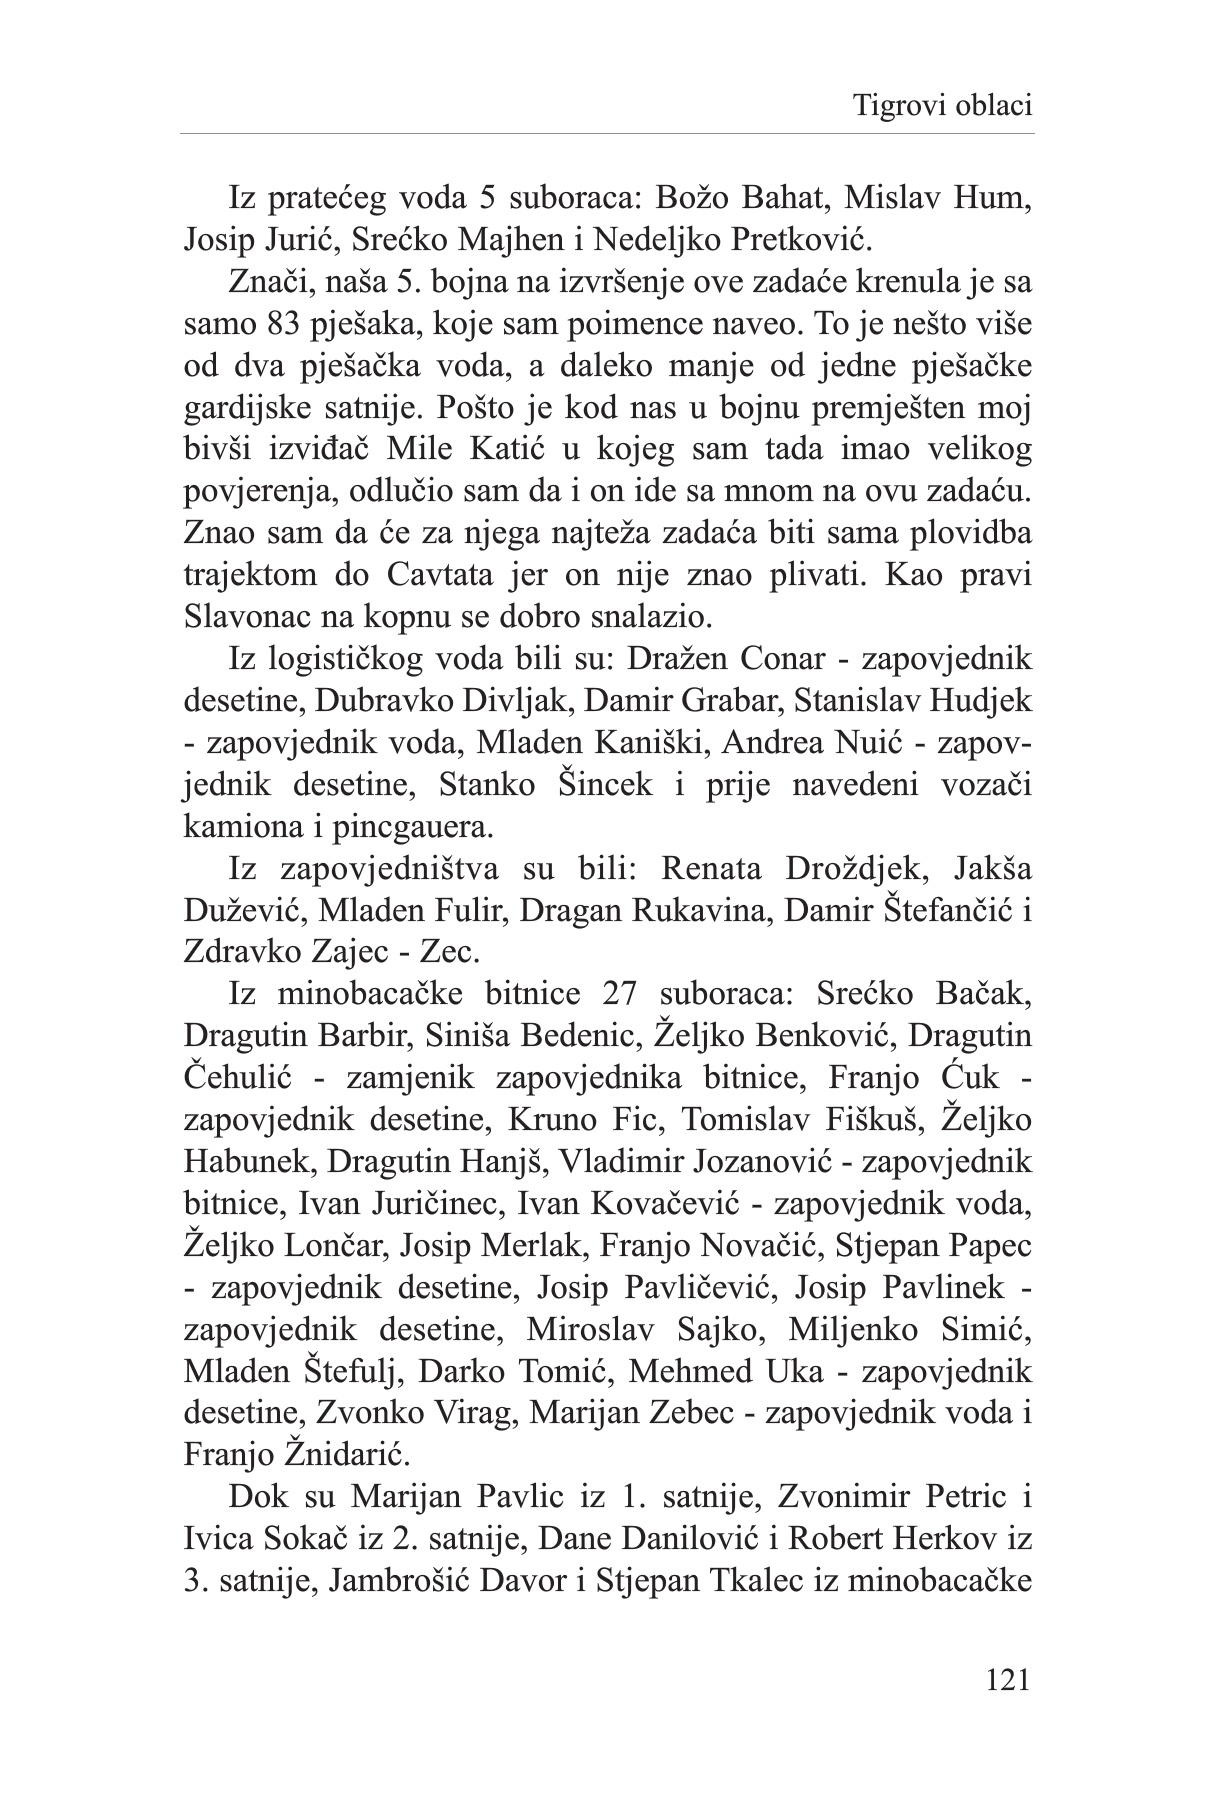 Tigrovi oblaci
Iz pratećeg voda 5 suboraca: Božo Bahat, Mislav Hum,
Josip Jurić, Srećko Majhen i Nedeljko Pretković.
Znači, naša 5. bojna na izvršenje ove zadaće krenula je sa
samo 83 pješaka, koje sam poimence naveo. To je nešto više
od dva pješačka voda, a daleko manje od jedne pješačke
gardijske satnije. Pošto je kod nas u bojnu premješten moj
bivši izviđač Mile Katić u kojeg sam tada imao velikog
povjerenja, odlučio sam da i on ide sa mnom na ovu zadaću.
Znao sam da će za njega najteža zadaća biti sama plovidba
trajektom do Cavtata jer on nije znao plivati. Kao pravi
Slavonac na kopnu se dobro snalazio.
Iz logističkog voda bili su: Dražen Conar - zapovjednik
desetine, Dubravko Divljak, Damir Grabar, Stanislav Hudjek
- zapovjednik voda, Mladen Kaniški, Andrea Nuić - zapov-
jednik desetine, Stanko Šincek i prije navedeni vozači
kamiona i pincgauera.
Iz zapovjedništva su bili: Renata Droždjek, Jakša
Dužević, Mladen Fulir, Dragan Rukavina, Damir Štefančić i
Zdravko Zajec - Zec.
Iz minobacačke bitnice 27 suboraca: Srećko Bačak,
Dragutin Barbir, Siniša Bedenic, Željko Benković, Dragutin
Čehulić - zamjenik zapovjednika bitnice, Franjo Ćuk -
zapovjednik desetine, Kruno Fic, Tomislav Fiškuš, Željko
Habunek, Dragutin Hanjš, Vladimir Jozanović - zapovjednik
bitnice, Ivan Juričinec, Ivan Kovačević - zapovjednik voda,
Željko Lončar, Josip Merlak, Franjo Novačić, Stjepan Papec
- zapovjednik desetine, Josip Pavličević, Josip Pavlinek -
zapovjednik desetine, Miroslav Sajko, Miljenko Simić,
Mladen Štefulj, Darko Tomić, Mehmed Uka - zapovjednik
desetine, Zvonko Virag, Marijan Zebec - zapovjednik voda i
Franjo Žnidarić.
Dok su Marijan Pavlic iz 1. satnije, Zvonimir Petric i
Ivica Sokač iz 2. satnije, Dane Danilović i Robert Herkov iz
3. satnije, Jambrošić Davor i Stjepan Tkalec iz minobacačke
121